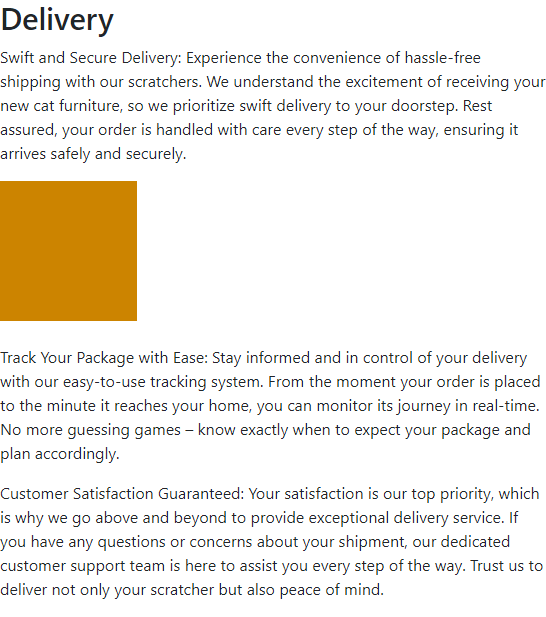 Delivery
Swift and Secure Delivery: Experience the convenience of hassle-free
shipping with our scratchers. We understand the excitement of receiving your
new cat furniture, so we prioritize swift delivery to your doorstep. Rest
assured, your order is handled with care every step of the way, ensuring it
arrives safely and securely.
Track Your Package with Ease: Stay informed and in control of your delivery
with our easy-to-use tracking system. From the moment your order is placed
to the minute it reaches your home, you can monitor its journey in real-time.
No more guessing games – know exactly when to expect your package and
plan accordingly.
Customer Satisfaction Guaranteed: Your satisfaction is our top priority, which
is why we go above and beyond to provide exceptional delivery service. If
you have any questions or concerns about your shipment, our dedicated
customer support team is here to assist you every step of the way. Trust us to
deliver not only your scratcher but also peace of mind.